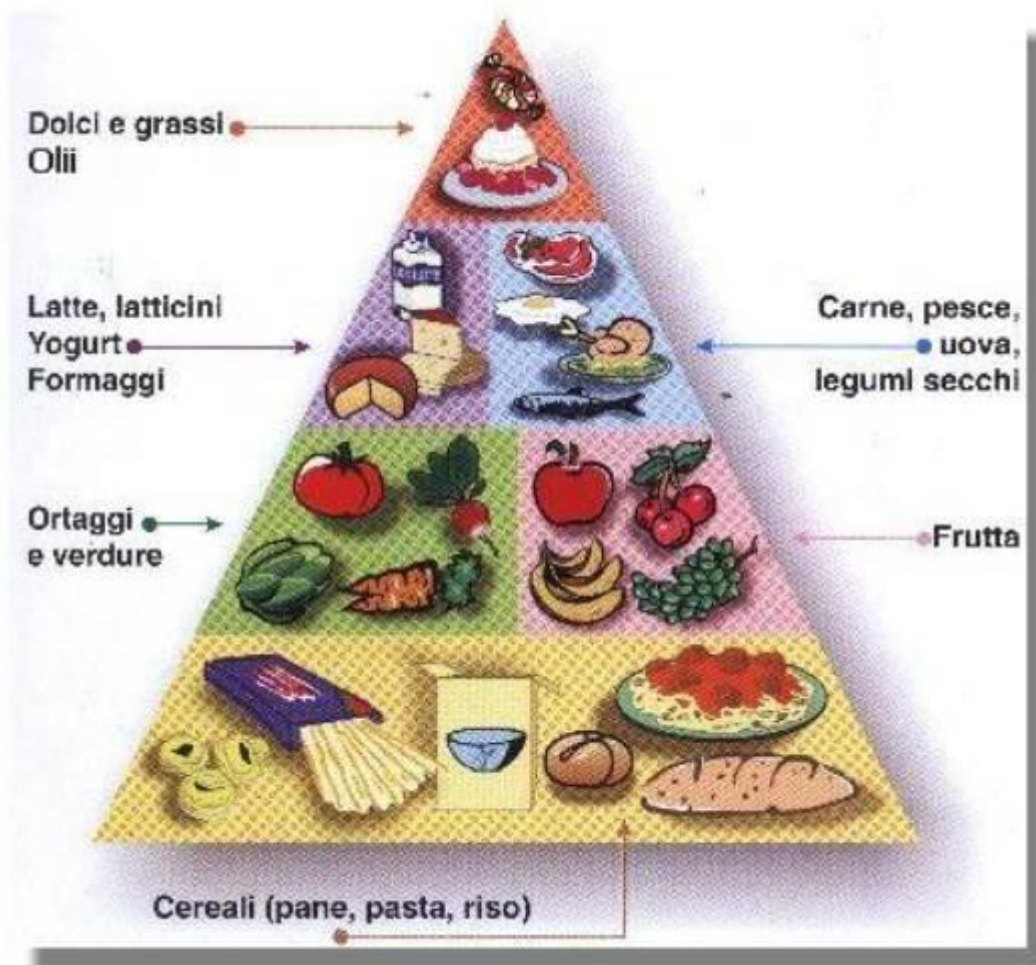 Dolci e grassi
Olii
Latte, latticini
Yogurt
Formaggi
Carne, pesce,
uova,
legumi secchi
Ortaggi
e verdure
Frutta
Cereali (pane, pasta, riso)